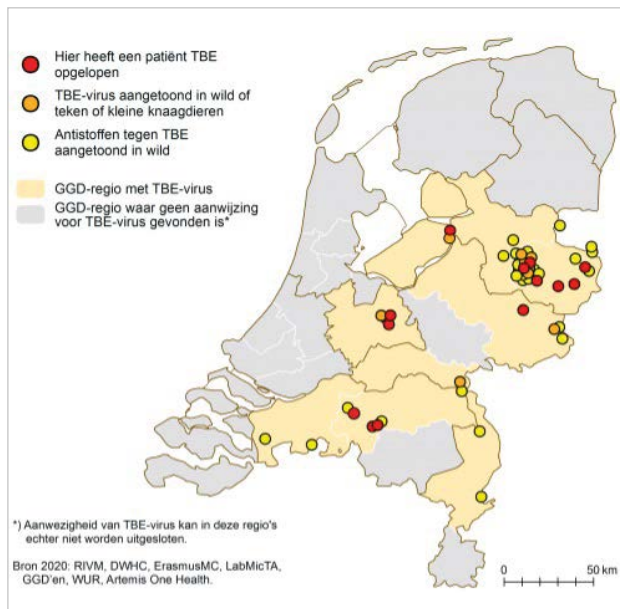 Hier heeft een patiënt TBE
opgelopen
TBE-virus aangetoond in wild of
teken of kleine knaagdieren
Antistoffen tegen TBE
aangetoond in wild
GGD-regio met TBE-virus
GGD-regio waar geen aanwijzing
voor TBE-virus gevonden is*
*) Aanwezigheid van TBE-virus kan in deze regio's
echter niet worden uitgesloten.
Bron 2020: RIVM, DWHC, ErasmusMC, LabMicTA,
GGD'en, WUR, Artemis One Health.
0 50 km